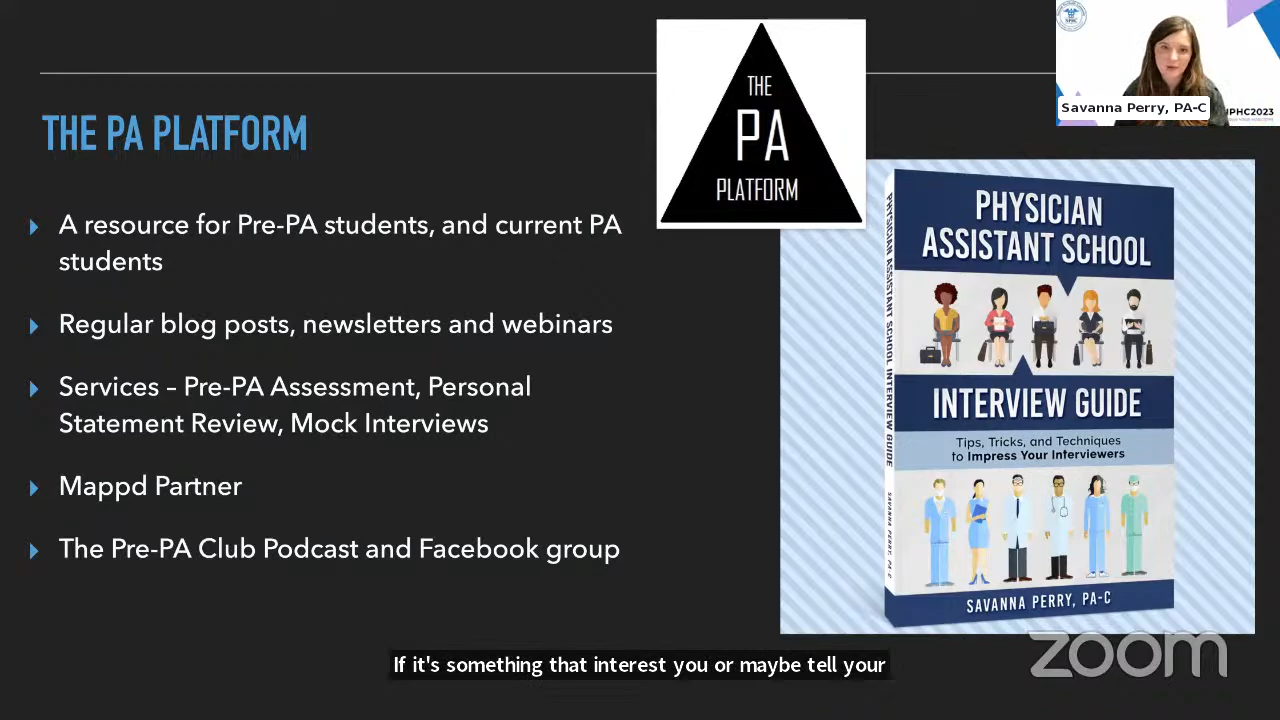 THE
PA
PLATFORM
Savanna Perry, PA-C
PHC2023
THE PA PLATFORM
A resource for Pre-PA students, and current PA
students
Regular blog posts, newsletters and webinars
Services – Pre-PA Assessment, Personal
Statement Review, Mock Interviews
Mappd Partner
The Pre-PA Club Podcast and Facebook group
PHYSICIAN
ASSISTANT SCHOOL
INTERVIEW GUIDE
Tips, Tricks, and Techniques
to Impress Your Interviewers
SAVANNA PERRY, PA-C
PHYSICIAN ASSISTANT SCHOOL INTERVIEW GUIDE
SAVANNA PERRY, PA-C
If it's something that interest you or maybe tell your
zoom